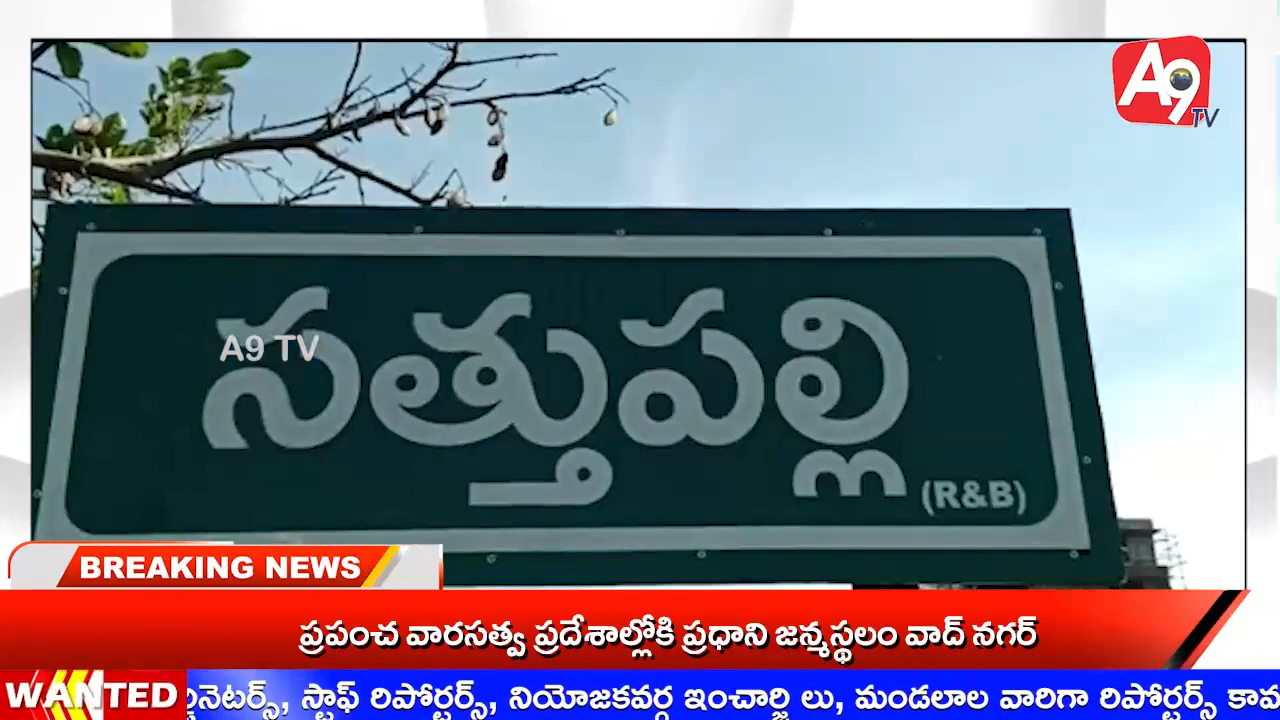 A9 TV
సత్తుపల్లి
A9 TV
(R&B)
BREAKING NEWS
ప్రపంచ వారసత్వ ప్రదేశాల్లోకి ప్రధాని జన్మస్థలం వాద్ నగర్
WANTED
స్టాఫ్ రిపోర్టర్స్, నియోజకవర్గ ఇంచార్జి లు, మండలాల వారిగా రిపోర్టర్స్